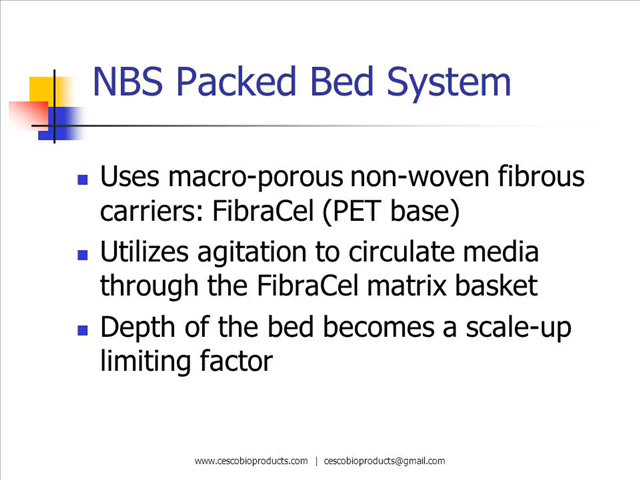 NBS Packed Bed System
Uses macro-porous non-woven fibrous
carriers: FibraCel (PET base)
Utilizes agitation to circulate media
through the FibraCel matrix basket
Depth of the bed becomes a scale-up
limiting factor
www.cescobioproducts.com | cescobioproducts@gmail.com